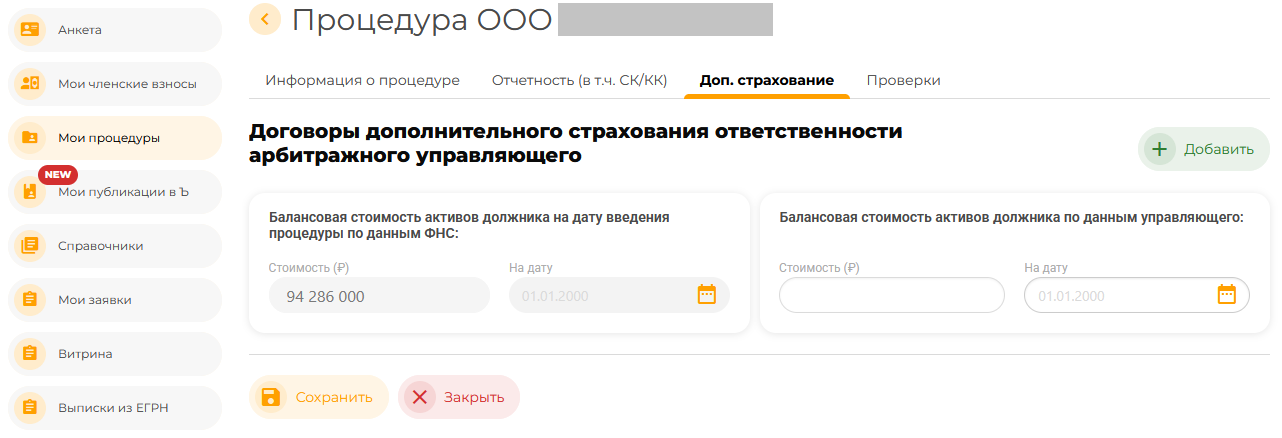 Анкета
Мои членские взносы
Мои процедуры
NEW
Мои публикации в Ъ
Справочники
Мои заявки
Витрина
Выписки из ЕГРН
Процедура ООО
Информация о процедуре
Отчетность (в т.ч. СК/КК)
Доп. страхование
Проверки
Договоры дополнительного страхования ответственности
арбитражного управляющего
Добавить
Балансовая стоимость активов должника на дату введения
процедуры по данным ФНС:
Стоимость (₽)
На дату
94 286 000
01.01.2000
Балансовая стоимость активов должника по данным управляющего:
Стоимость (₽)
На дату
01.01.2000
Сохранить
Закрыть